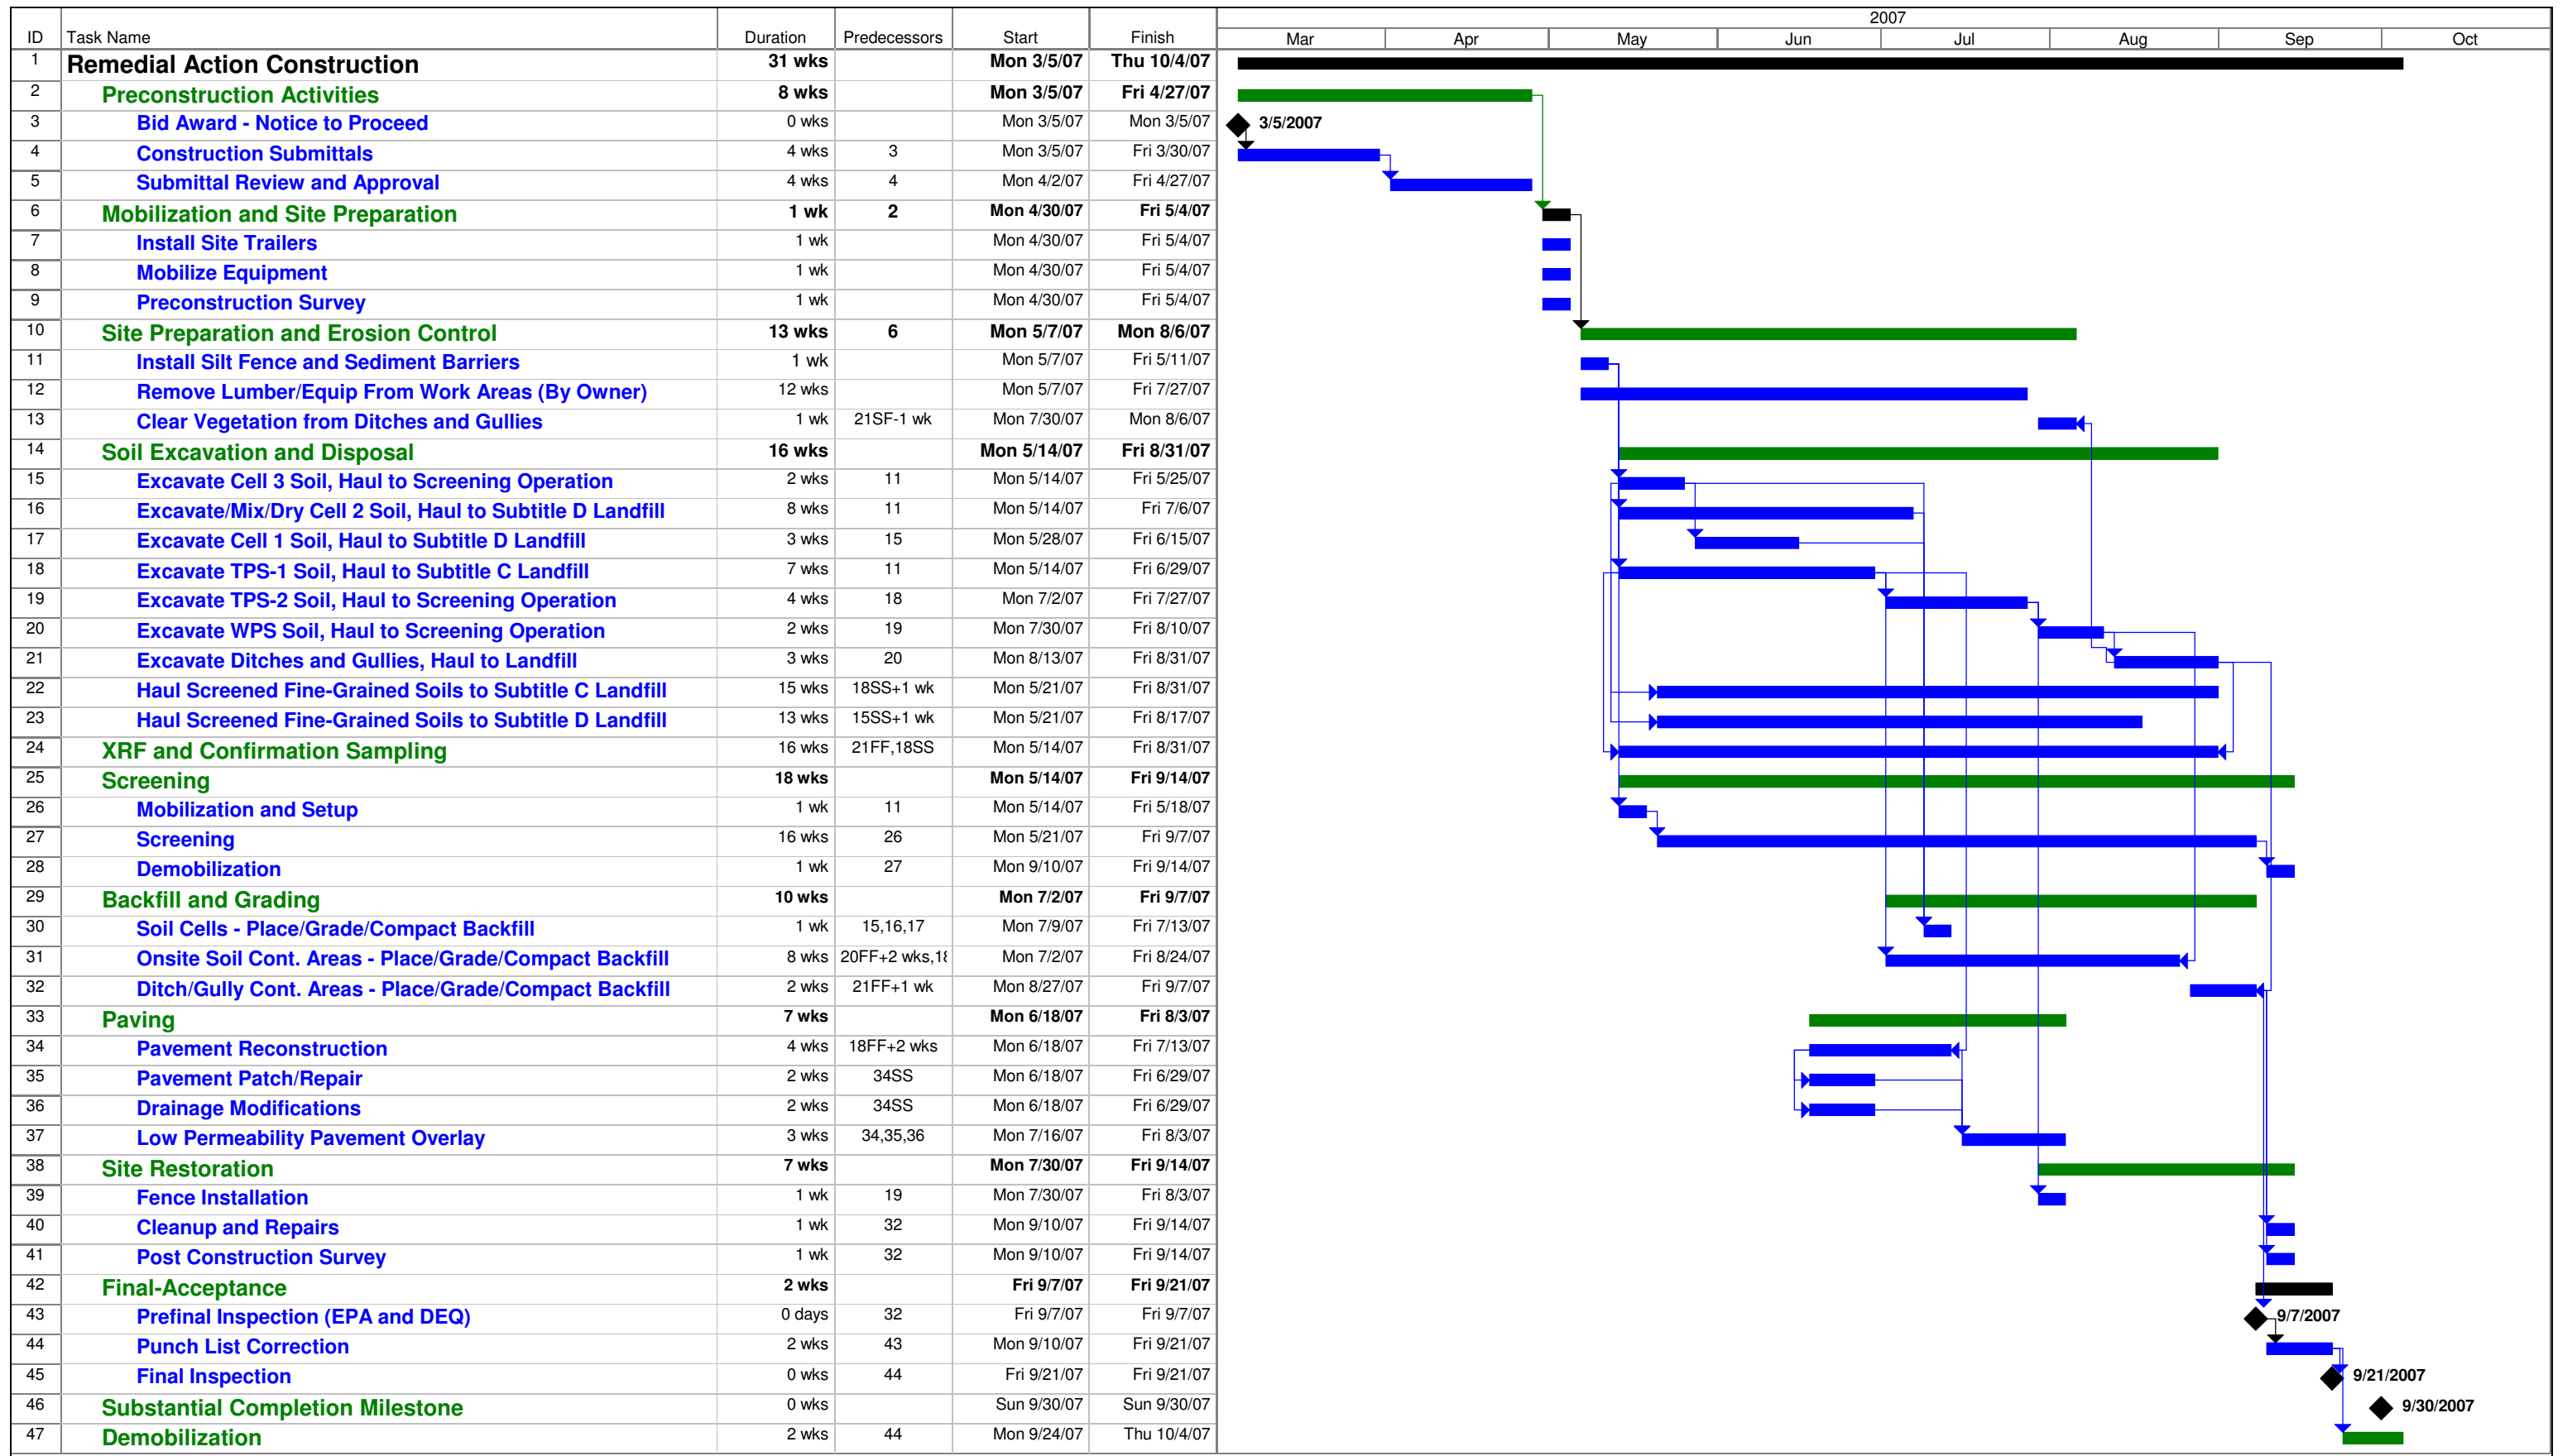 2007
ID Task Name Duration Predecessors Start Finish Mar Apr May Jun Jul Aug Sep Oct
1 Remedial Action Construction 31 wks Mon 3/5/07 Thu 10/4/07
2 Preconstruction Activities 8 wks Mon 3/5/07 Fri 4/27/07
3 Bid Award - Notice to Proceed 0 wks Mon 3/5/07 Mon 3/5/07 3/5/2007
4 Construction Submittals 4 wks 3 Mon 3/5/07 Fri 3/30/07
5 Submittal Review and Approval 4 wks 4 Mon 4/2/07 Fri 4/27/07
6 Mobilization and Site Preparation 1 wk 2 Mon 4/30/07 Fri 5/4/07
7 Install Site Trailers 1 wk Mon 4/30/07 Fri 5/4/07
8 Mobilize Equipment 1 wk Mon 4/30/07 Fri 5/4/07
9 Preconstruction Survey 1 wk Mon 4/30/07 Fri 5/4/07
10 Site Preparation and Erosion Control 13 wks 6 Mon 5/7/07 Mon 8/6/07
11 Install Silt Fence and Sediment Barriers 1 wk Mon 5/7/07 Fri 5/11/07
12 Remove Lumber/Equip From Work Areas (By Owner) 12 wks Mon 5/7/07 Fri 7/27/07
13 Clear Vegetation from Ditches and Gullies 1 wk 21SF-1 wk Mon 7/30/07 Mon 8/6/07
14 Soil Excavation and Disposal 16 wks Mon 5/14/07 Fri 8/31/07
15 Excavate Cell 3 Soil, Haul to Screening Operation 2 wks 11 Mon 5/14/07 Fri 5/25/07
16 Excavate/Mix/Dry Cell 2 Soil, Haul to Subtitle D Landfill 8 wks 11 Mon 5/14/07 Fri 7/6/07
17 Excavate Cell 1 Soil, Haul to Subtitle D Landfill 3 wks 15 Mon 5/28/07 Fri 6/15/07
18 Excavate TPS-1 Soil, Haul to Subtitle C Landfill 7 wks 11 Mon 5/14/07 Fri 6/29/07
19 Excavate TPS-2 Soil, Haul to Screening Operation 4 wks 18 Mon 7/2/07 Fri 7/27/07
20 Excavate WPS Soil, Haul to Screening Operation 2 wks 19 Mon 7/30/07 Fri 8/10/07
21 Excavate Ditches and Gullies, Haul to Landfill 3 wks 20 Mon 8/13/07 Fri 8/31/07
22 Haul Screened Fine-Grained Soils to Subtitle C Landfill 15 wks 18SS+1 wk Mon 5/21/07 Fri 8/31/07
23 Haul Screened Fine-Grained Soils to Subtitle D Landfill 13 wks 15SS+1 wk Mon 5/21/07 Fri 8/17/07
24 XRF and Confirmation Sampling 16 wks 21FF,18SS Mon 5/14/07 Fri 8/31/07
25 Screening 18 wks Mon 5/14/07 Fri 9/14/07
26 Mobilization and Setup 1 wk 11 Mon 5/14/07 Fri 5/18/07
27 Screening 16 wks 26 Mon 5/21/07 Fri 9/7/07
28 Demobilization 1 wk 27 Mon 9/10/07 Fri 9/14/07
29 Backfill and Grading 10 wks Mon 7/2/07 Fri 9/7/07
30 Soil Cells - Place/Grade/Compact Backfill 1 wk 15,16,17 Mon 7/9/07 Fri 7/13/07
31 Onsite Soil Cont. Areas - Place/Grade/Compact Backfill 8 wks 20FF+2 wks,18 Mon 7/2/07 Fri 8/24/07
32 Ditch/Gully Cont. Areas - Place/Grade/Compact Backfill 2 wks 21FF+1 wk Mon 8/27/07 Fri 9/7/07
33 Paving 7 wks Mon 6/18/07 Fri 8/3/07
34 Pavement Reconstruction 4 wks 18FF+2 wks Mon 6/18/07 Fri 7/13/07
35 Pavement Patch/Repair 2 wks 34SS Mon 6/18/07 Fri 6/29/07
36 Drainage Modifications 2 wks 34SS Mon 6/18/07 Fri 6/29/07
37 Low Permeability Pavement Overlay 3 wks 34,35,36 Mon 7/16/07 Fri 8/3/07
38 Site Restoration 7 wks Mon 7/30/07 Fri 9/14/07
39 Fence Installation 1 wk 19 Mon 7/30/07 Fri 8/3/07
40 Cleanup and Repairs 1 wk 32 Mon 9/10/07 Fri 9/14/07
41 Post Construction Survey 1 wk 32 Mon 9/10/07 Fri 9/14/07
42 Final-Acceptance 2 wks Fri 9/7/07 Fri 9/21/07
43 Prefinal Inspection (EPA and DEQ) 0 days 32 Fri 9/7/07 Fri 9/7/07 9/7/2007
44 Punch List Correction 2 wks 43 Mon 9/10/07 Fri 9/21/07
45 Final Inspection 0 wks 44 Fri 9/21/07 Fri 9/21/07 9/21/2007
46 Substantial Completion Milestone 0 wks Sun 9/30/07 Sun 9/30/07 9/30/2007
47 Demobilization 2 wks 44 Mon 9/24/07 Thu 10/4/07